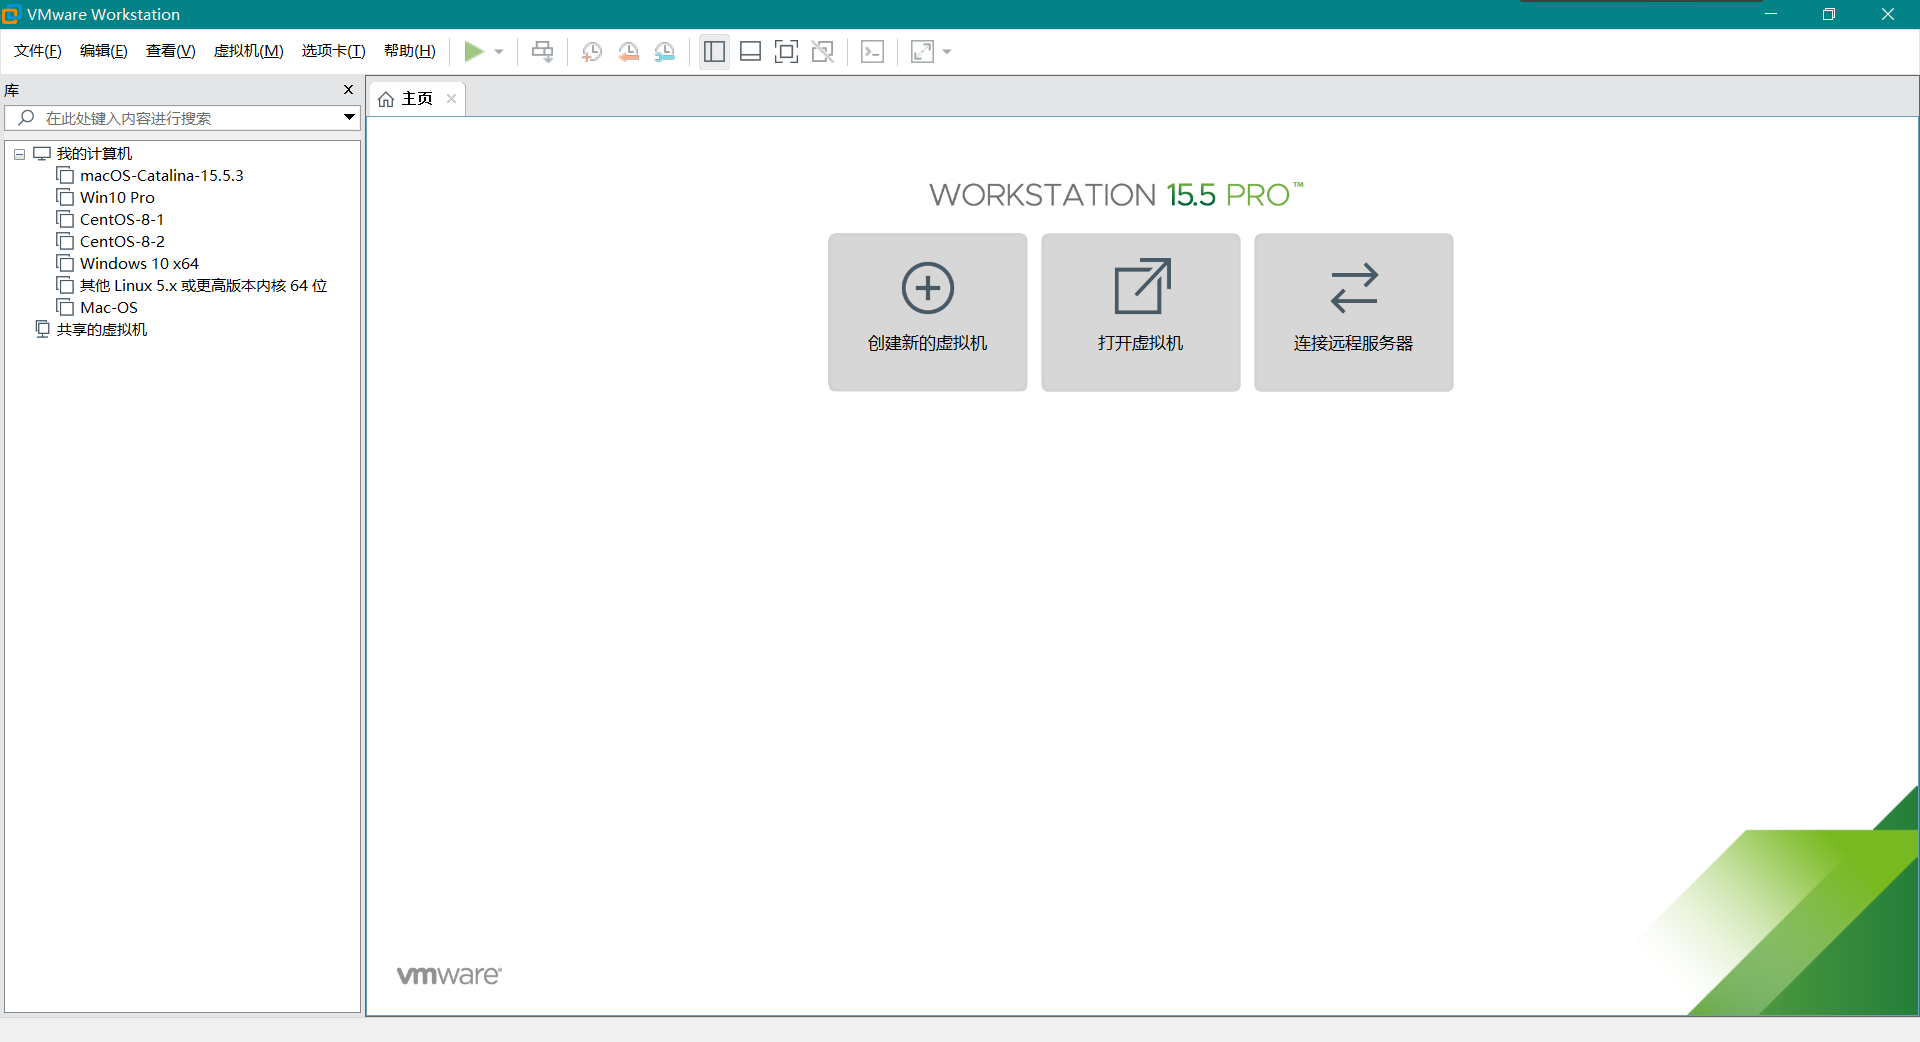 VMware Workstation
文件(F) 编辑(E) 查看(V) 虚拟机(M) 选项卡(T) 帮助(H)
库
在此处键入内容进行搜索
我的计算机
macOS-Catalina-15.5.3
Win10 Pro
CentOS-8-1
CentOS-8-2
Windows 10 x64
其他 Linux 5.x 或更高版本内核 64 位
Mac-OS
共享的虚拟机
主页
WORKSTATION 15.5 PRO™
创建新的虚拟机
打开虚拟机
连接远程服务器
vmware®